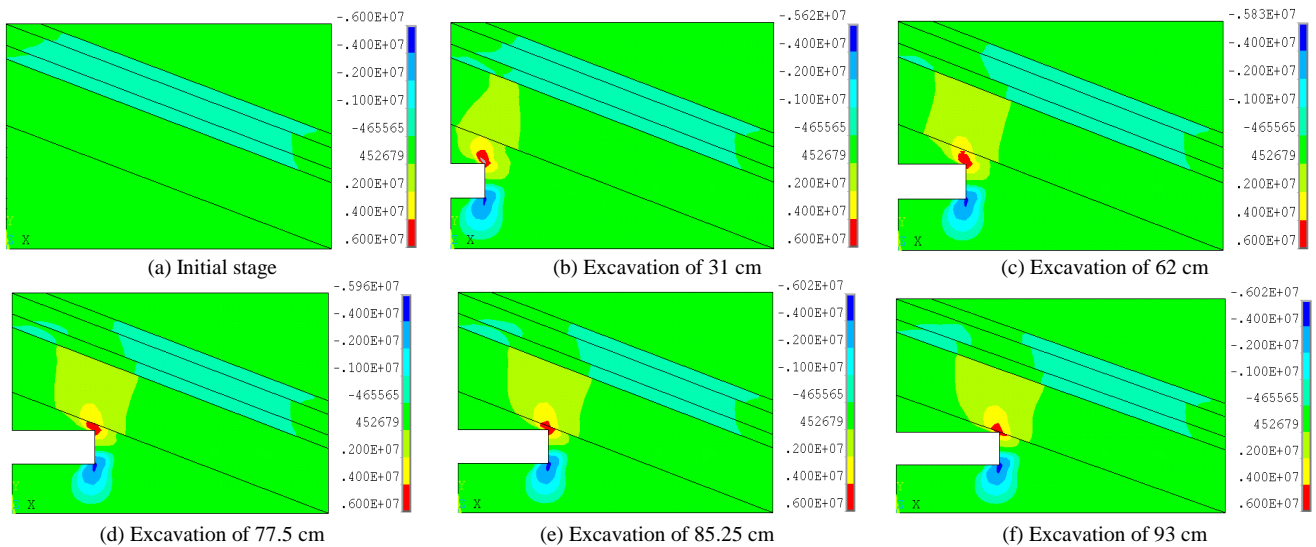 -.600E+07
-.400E+07
-.200E+07
-.100E+07
-465565
452679
.200E+07
.400E+07
.600E+07
Y
Z X
(a) Initial stage
-.562E+07
-.400E+07
-.200E+07
-.100E+07
-465565
452679
.200E+07
.400E+07
.600E+07
Y
Z X
(b) Excavation of 31 cm
-.583E+07
-.400E+07
-.200E+07
-.100E+07
-465565
452679
.200E+07
.400E+07
.600E+07
Y
Z X
(c) Excavation of 62 cm
-.596E+07
-.400E+07
-.200E+07
-.100E+07
-465565
452679
.200E+07
.400E+07
.600E+07
Y
Z X
(d) Excavation of 77.5 cm
-.602E+07
-.400E+07
-.200E+07
-.100E+07
-465565
452679
.200E+07
.400E+07
.600E+07
Y
Z X
(e) Excavation of 85.25 cm
-.602E+07
-.400E+07
-.200E+07
-.100E+07
-465565
452679
.200E+07
.400E+07
.600E+07
Y
Z X
(f) Excavation of 93 cm